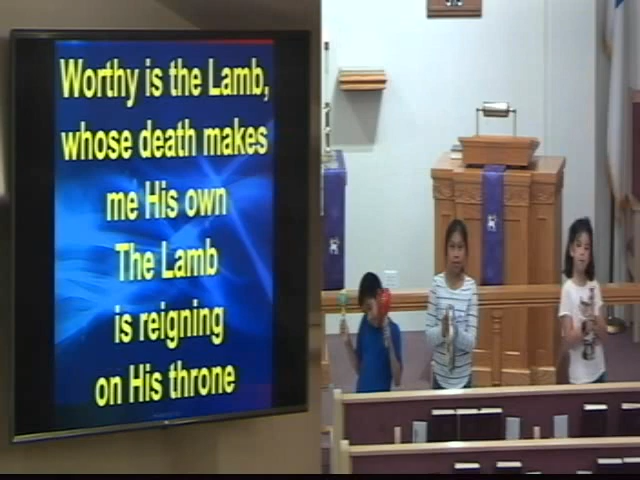 Worthy is the Lamb,
whose death makes
me His own
The Lamb
is reigning
on His throne